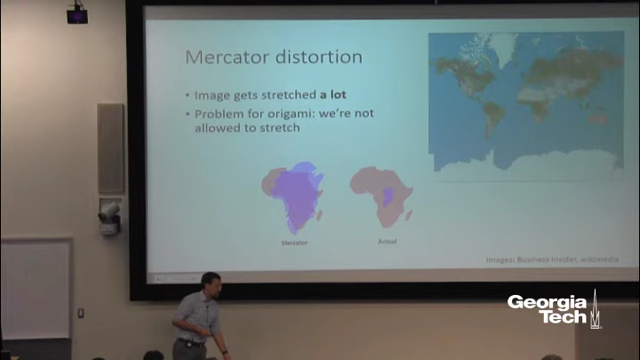 Mercator distortion
• Image gets stretched a lot
• Problem for origami: we're not
allowed to stretch
Mercator
Actual
Images: Business Insider, wikimedia
Georgia
Tech